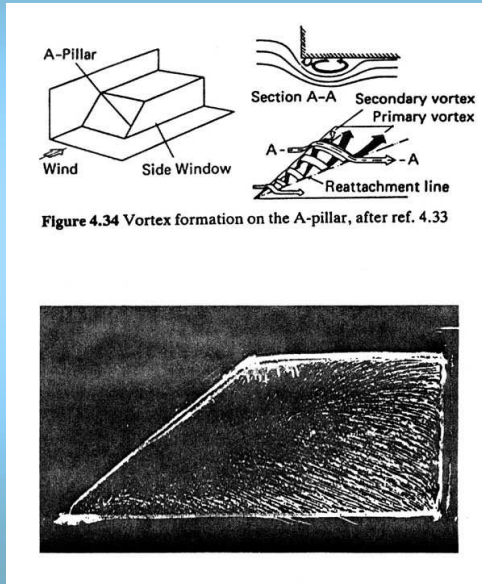 A-Pillar
Wind
Side Window
Section A-A
Secondary vortex
Primary vortex
A-
-A
Reattachment line
Figure 4.34 Vortex formation on the A-pillar, after ref. 4.33